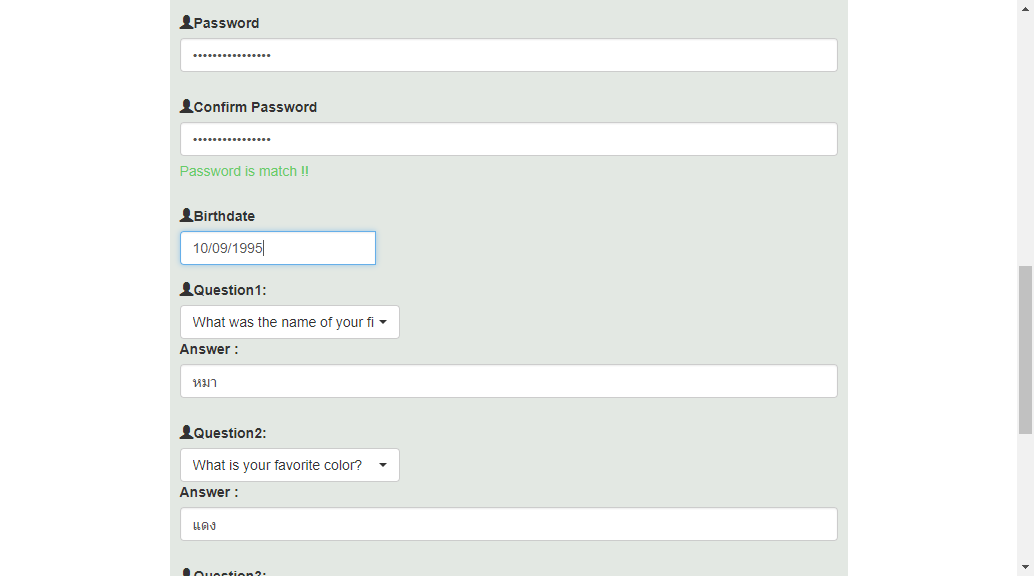 Password
••••••••••••••••
Confirm Password
••••••••••••••••
Password is match !!
Birthdate
10/09/1995
Question1:
What was the name of your fi
Answer :
หมา
Question2:
What is your favorite color?
Answer :
แดง
Question3: